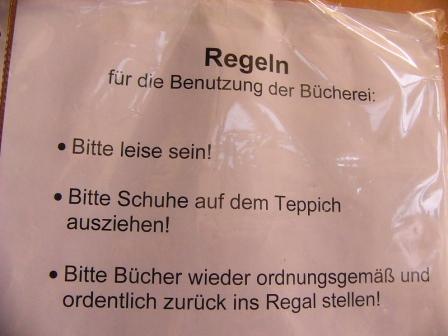 Regeln
für die Benutzung der Bücherei:
• Bitte leise sein!
• Bitte Schuhe auf dem Teppich
ausziehen!
• Bitte Bücher wieder ordnungsgemäß und
ordentlich zurück ins Regal stellen!